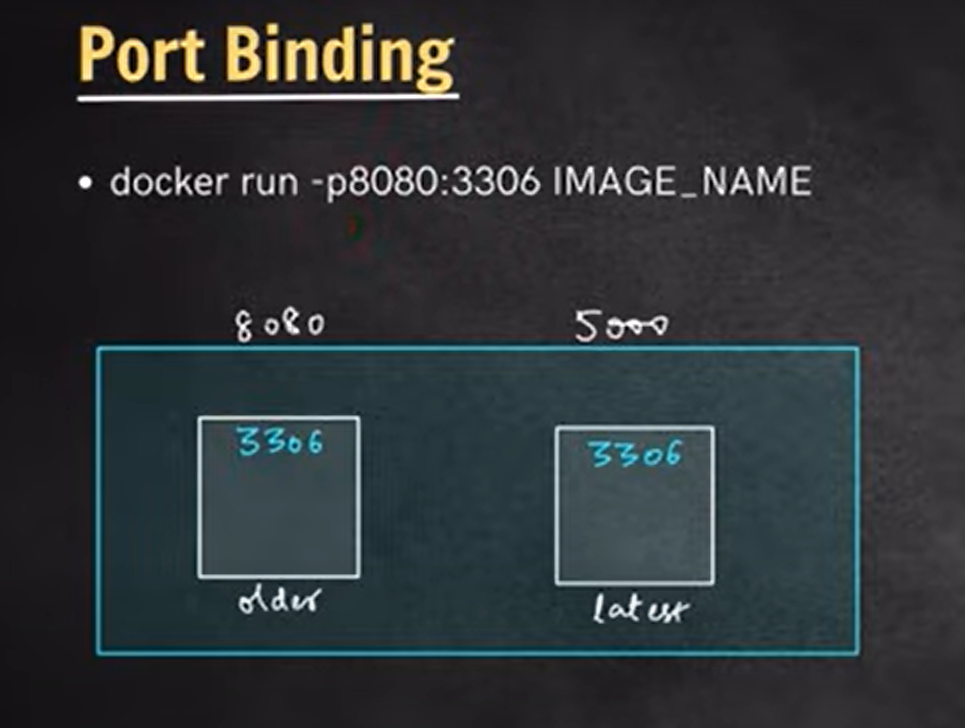 Port Binding
• docker run -p8080:3306 IMAGE_NAME
8080 5000
3306 3306
older latest